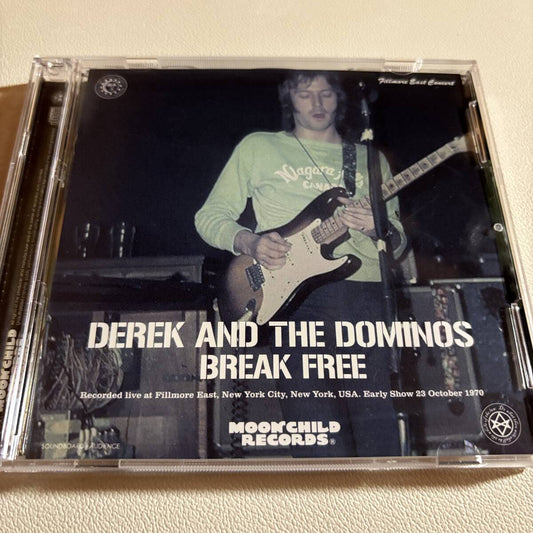 Fillmore East Concert
Niagara Falls
CANADA
DEREK AND THE DOMINOS
BREAK FREE
Recorded live at Fillmore East, New York City, New York, USA. Early Show 23 October 1970
MOONCHILD
RECORDS®
SOUNDBOARD+AUDIENCE
MOONCHILD